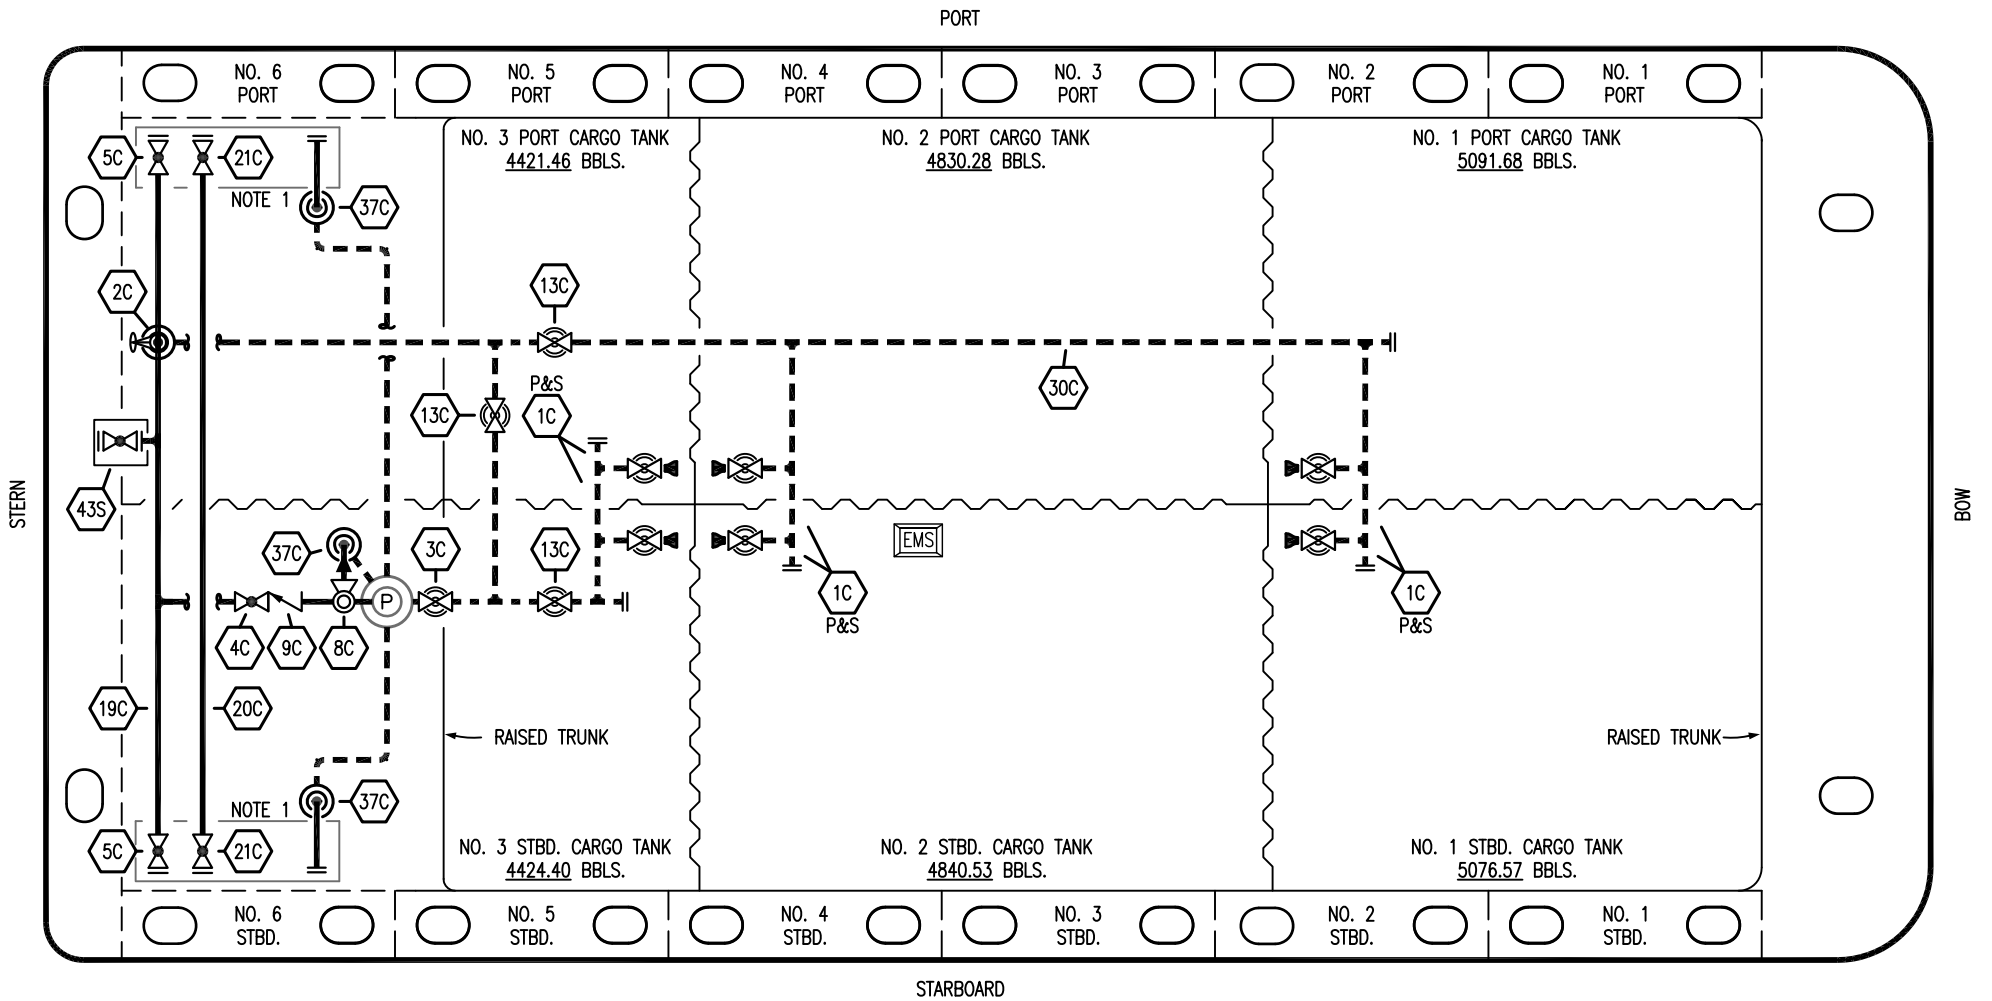 PORT
NO. 6
PORT
NO. 5
PORT
NO. 4
PORT
NO. 3
PORT
NO. 2
PORT
NO. 1
PORT
NO. 3 PORT CARGO TANK
4421.46 BBLS.
NO. 2 PORT CARGO TANK
4830.28 BBLS.
NO. 1 PORT CARGO TANK
5091.68 BBLS.
5C
21C
NOTE 1
37C
2C
13C
P&S
30C
13C
1C
STERN
43S
BOW
37C
3C
13C
EMS
P
1C
P&S
1C
P&S
4C
9C
8C
19C
20C
RAISED TRUNK
RAISED TRUNK
NOTE 1
37C
5C
21C
NO. 3 STBD. CARGO TANK
4424.40 BBLS.
NO. 2 STBD. CARGO TANK
4840.53 BBLS.
NO. 1 STBD. CARGO TANK
5076.57 BBLS.
NO. 6
STBD.
NO. 5
STBD.
NO. 4
STBD.
NO. 3
STBD.
NO. 2
STBD.
NO. 1
STBD.
STARBOARD